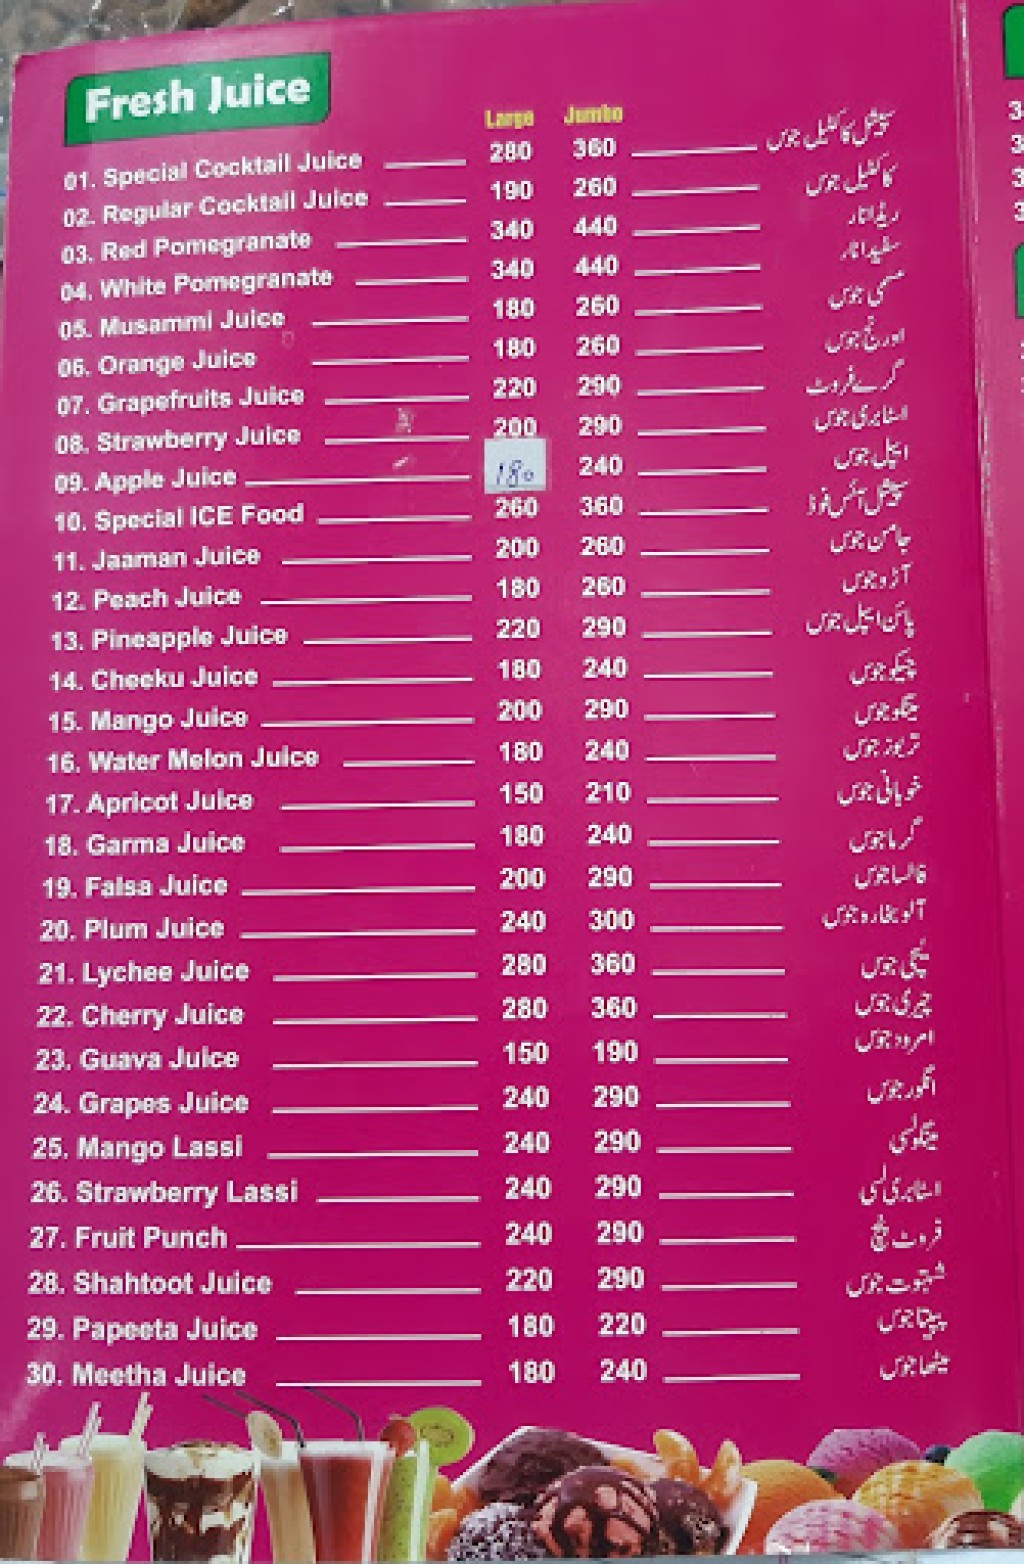 Fresh Juice
Large Jumbo
01. Special Cocktail Juice 280 360 سپیشل کاکٹیل جوس
02. Regular Cocktail Juice 190 260 کاکٹیل جوس
03. Red Pomegranate 340 440 ریڈ انار
04. White Pomegranate 340 440 سفید انار
05. Musammi Juice 180 260 مسمی جوس
06. Orange Juice 180 260 اورنج جوس
07. Grapefruits Juice 220 290 گرے فروٹ
08. Strawberry Juice 200 290 اسٹابری جوس
09. Apple Juice 180 240 ایپل جوس
10. Special ICE Food 260 360 سپیشل آئس فوڈ
11. Jaaman Juice 200 260 جامن جوس
12. Peach Juice 180 260 آڑو جوس
13. Pineapple Juice 220 290 پائن ایپل جوس
14. Cheeku Juice 180 240 چیکو جوس
15. Mango Juice 200 290 مینگو جوس
16. Water Melon Juice 180 240 تربوز جوس
17. Apricot Juice 150 210 خوبانی جوس
18. Garma Juice 180 240 گرما جوس
19. Falsa Juice 200 290 فالسا جوس
20. Plum Juice 240 300 آلو بخارہ جوس
21. Lychee Juice 280 360 لیچی جوس
22. Cherry Juice 280 360 چیری جوس
23. Guava Juice 150 190 امرود جوس
24. Grapes Juice 240 290 انگور جوس
25. Mango Lassi 240 290 مینگو لسی
26. Strawberry Lassi 240 290 اسٹابری لسی
27. Fruit Punch 240 290 فروٹ پنچ
28. Shahtoot Juice 220 290 شہتوت جوس
29. Papeeta Juice 180 220 پپیتا جوس
30. Meetha Juice 180 240 میٹھا جوس